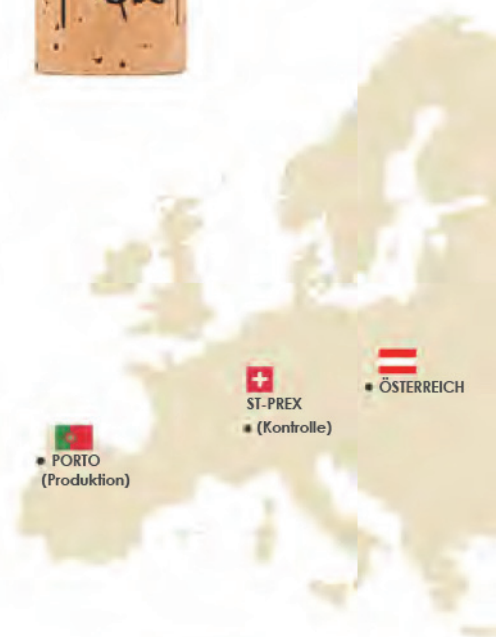 ÖSTERREICH
ST-PREX
(Kontrolle)
PORTO
(Produktion)